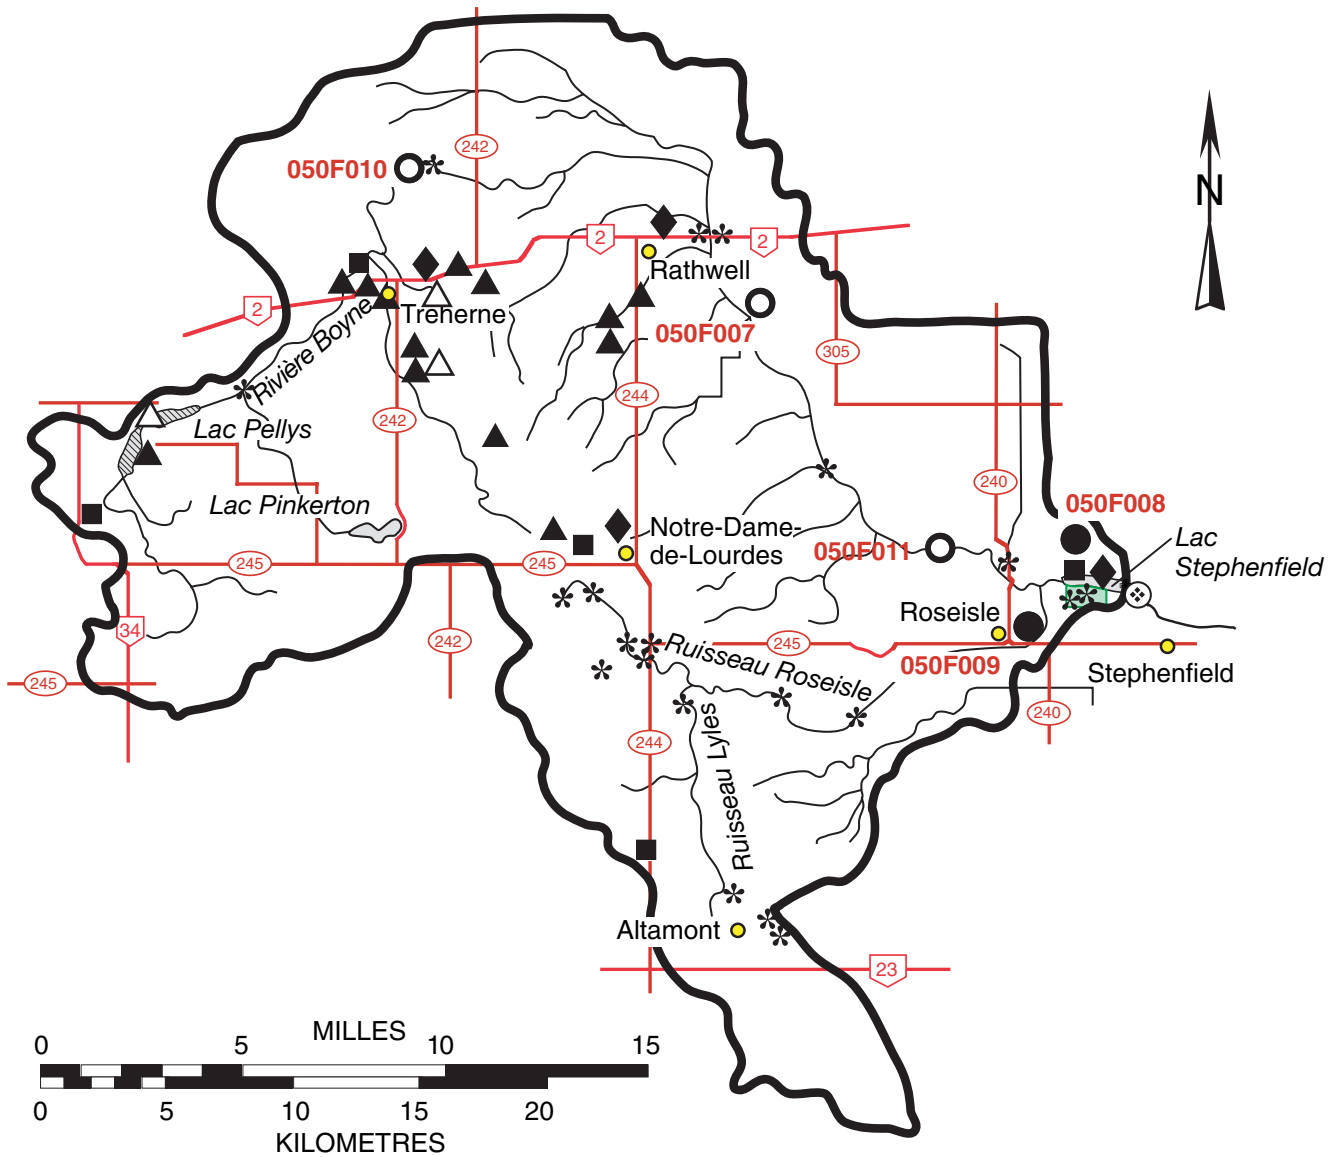 242
050F010
N
2
2
Rathwell
Treherne
2
Rivière Boyne
050F007
305
244
242
Lac Pellys
240
Lac Pinkerton
050F008
Notre-Dame-
de-Lourdes
Lac
Stephenfield
050F011
245
245
Roseisle
34
242
245
Ruisseau Roseisle
050F009
Stephenfield
245
240
Ruisseau Lyles
244
Altamont
23
MILLES
0 5 10 15
0 5 10 15 20
KILOMETRES